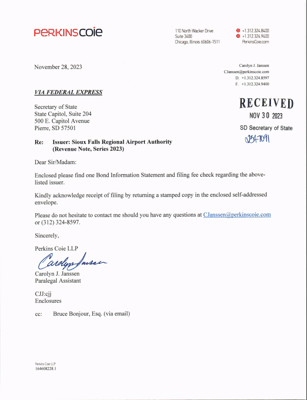 PERKINScoie
110 North Wacker Drive
Suite 3400
Chicago, Illinois 60606-1511
+1.312.324.8400
+1.312.324.9400
PerkinsCoie.com
November 28, 2023
Carolyn J. Janssen
CJanssen@perkinscoie.com
D. +1.312.324.8597
F. +1.312.324.9400
VIA FEDERAL EXPRESS
Secretary of State
State Capitol, Suite 204
500 E. Capitol Avenue
Pierre, SD 57501
RECEIVED
NOV 30 2023
SD Secretary of State
Re: Issuer: Sioux Falls Regional Airport Authority
(Revenue Note, Series 2023)
Dear Sir/Madam:
Enclosed please find one Bond Information Statement and filing fee check regarding the above-
listed issuer.
Kindly acknowledge receipt of filing by returning a stamped copy in the enclosed self-addressed
envelope.
Please do not hesitate to contact me should you have any questions at CJanssen@perkinscoie.com
or (312) 324-8597.
Sincerely,
Perkins Coie LLP
Carolyn Janssen
Carolyn J. Janssen
Paralegal Assistant
CJJ:cjj
Enclosures
cc: Bruce Bonjour, Esq. (via email)
Perkins Coie LLP